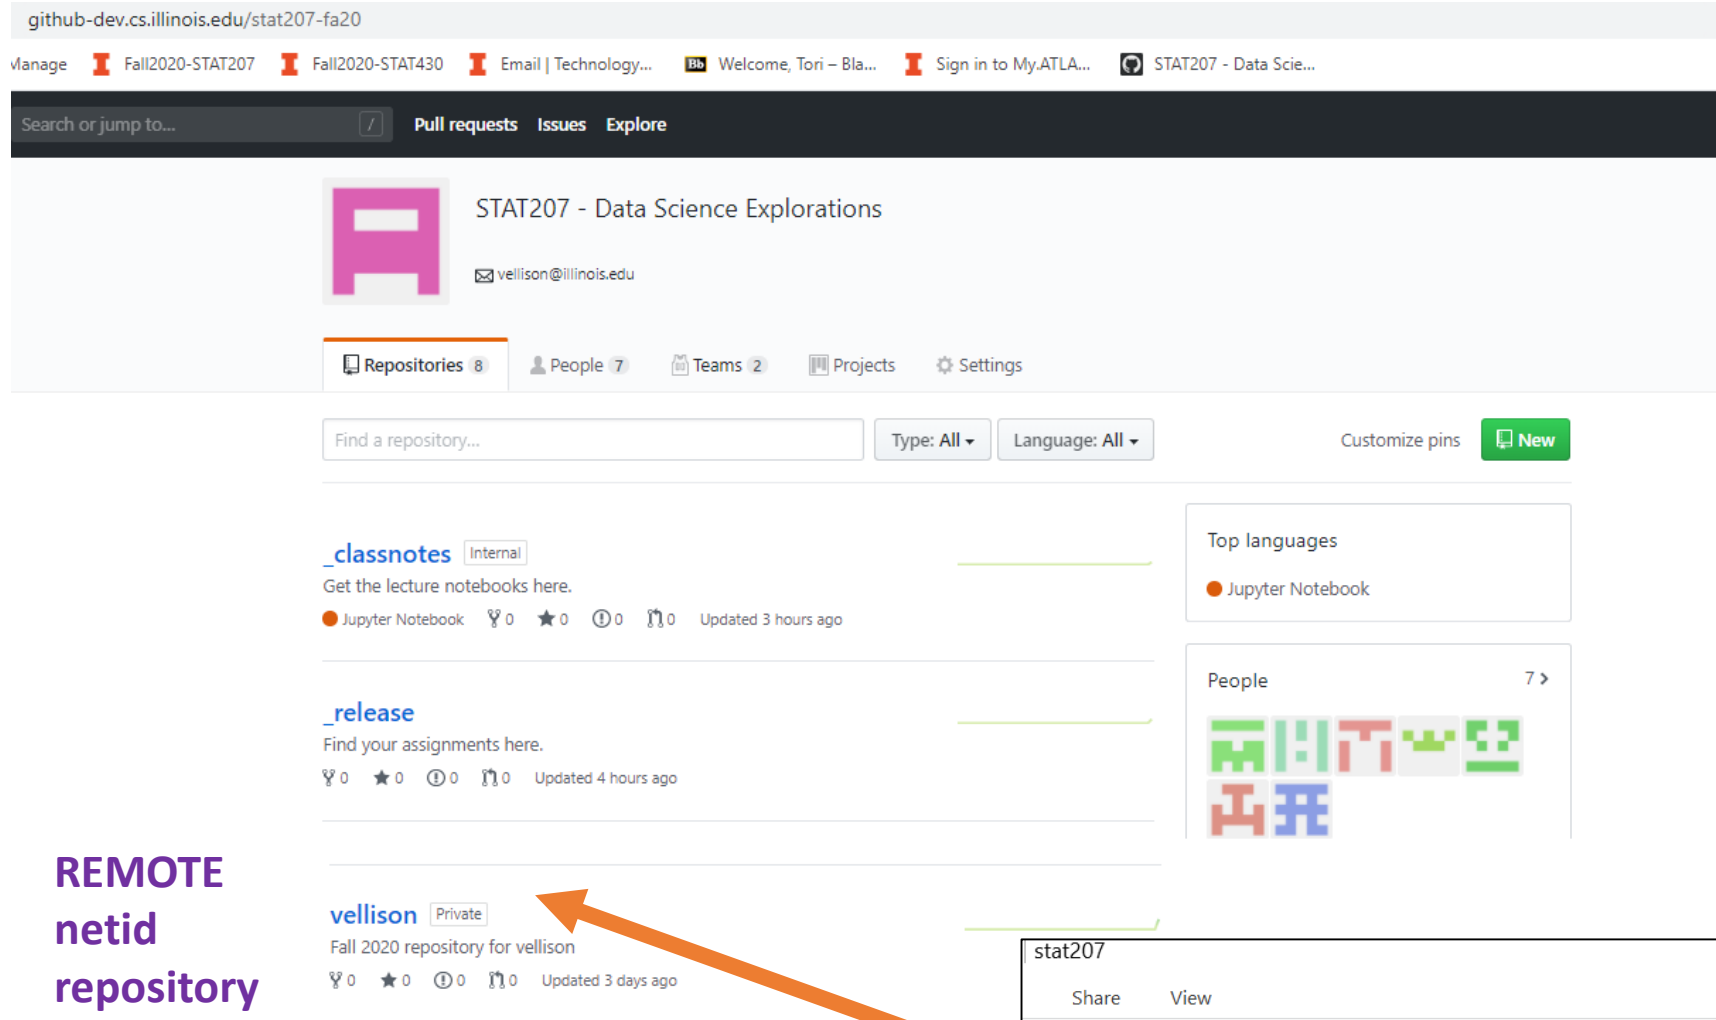 github-dev.cs.illinois.edu/stat207-fa20
Manage Fall2020-STAT207 Fall2020-STAT430 Email | Technology... Bb Welcome, Tori – Bla... Sign in to My.ATLA... STAT207 - Data Scie...
Search or jump to... / Pull requests Issues Explore
STAT207 - Data Science Explorations
vellison@illinois.edu
Repositories 8 People 7 Teams 2 Projects Settings
Find a repository... Type: All Language: All Customize pins New
_classnotes Internal
Get the lecture notebooks here.
Jupyter Notebook 0 0 0 0 Updated 3 hours ago
Top languages
Jupyter Notebook
_release
Find your assignments here.
0 0 0 0 Updated 4 hours ago
People 7
REMOTE
netid
repository
vellison Private
Fall 2020 repository for vellison
0 0 0 0 Updated 3 days ago
stat207
Share View